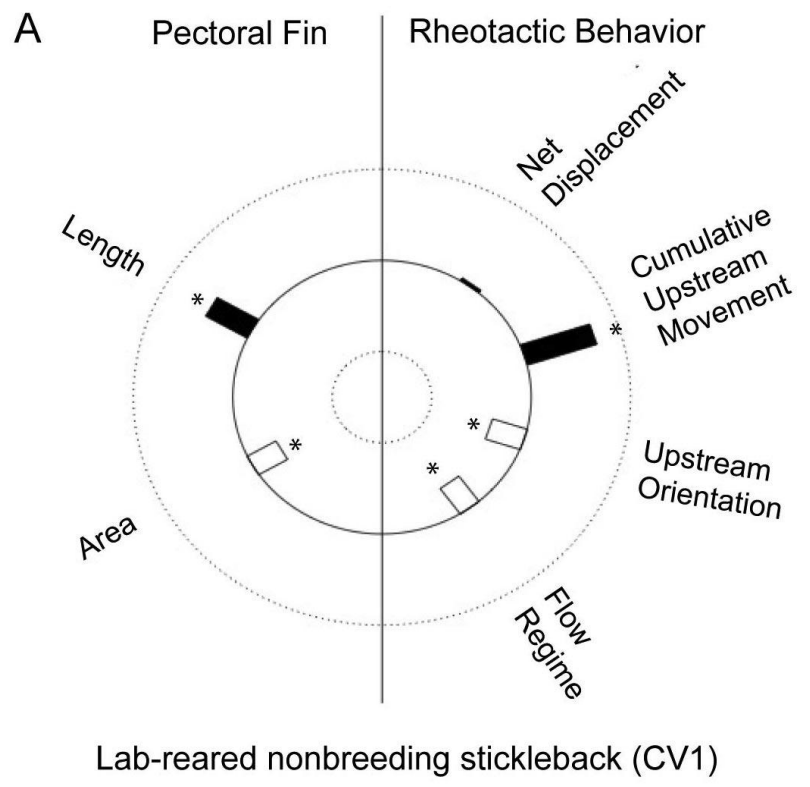 A
Pectoral Fin
Rheotactic Behavior
Net
Displacement
Length
*
Cumulative
Upstream
Movement
*
*
*
*
Upstream
Orientation
Area
Flow
Regime
Lab-reared nonbreeding stickleback (CV1)